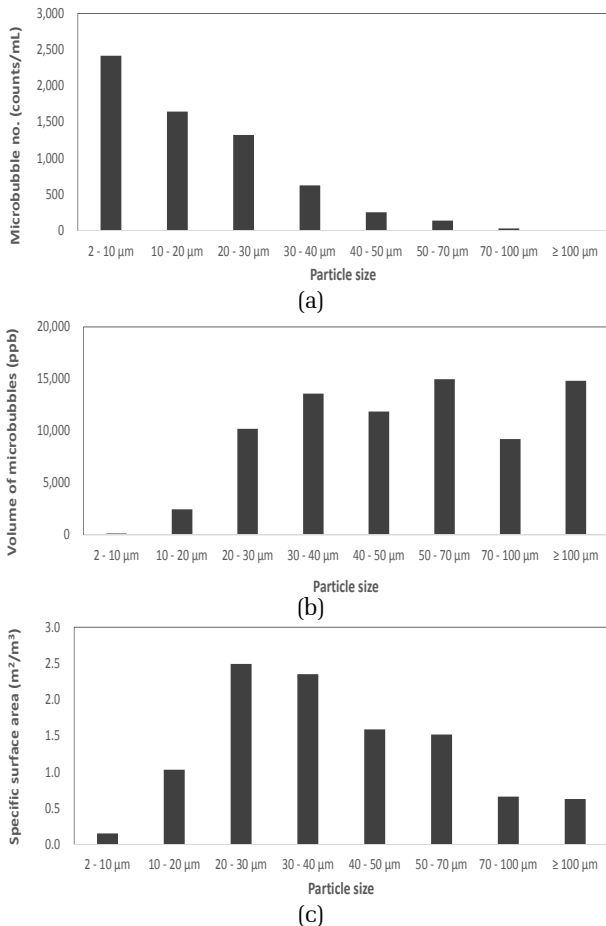 Microbubble no. (counts/mL)
3,000
2,500
2,000
1,500
1,000
500
0
2 - 10 µm 10 - 20 µm 20 - 30 µm 30 - 40 µm 40 - 50 µm 50 - 70 µm 70 - 100 µm ≥ 100 µm
Particle size
(a)
Volume of microbubbles (ppb)
20,000
15,000
10,000
5,000
0
2 - 10 µm 10 - 20 µm 20 - 30 µm 30 - 40 µm 40 - 50 µm 50 - 70 µm 70 - 100 µm ≥ 100 µm
Particle size
(b)
Specific surface area (m²/m³)
3.0
2.5
2.0
1.5
1.0
0.5
0.0
2 - 10 µm 10 - 20 µm 20 - 30 µm 30 - 40 µm 40 - 50 µm 50 - 70 µm 70 - 100 µm ≥ 100 µm
Particle size
(c)